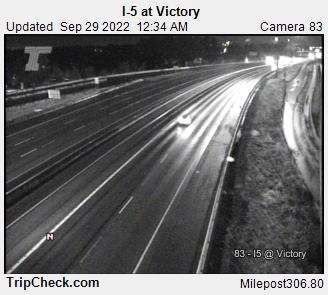 I-5 at Victory
Updated Sep 29 2022 12:34 AM Camera 83
T
N
83 - I5 @ Victory
TripCheck.com Milepost306.80